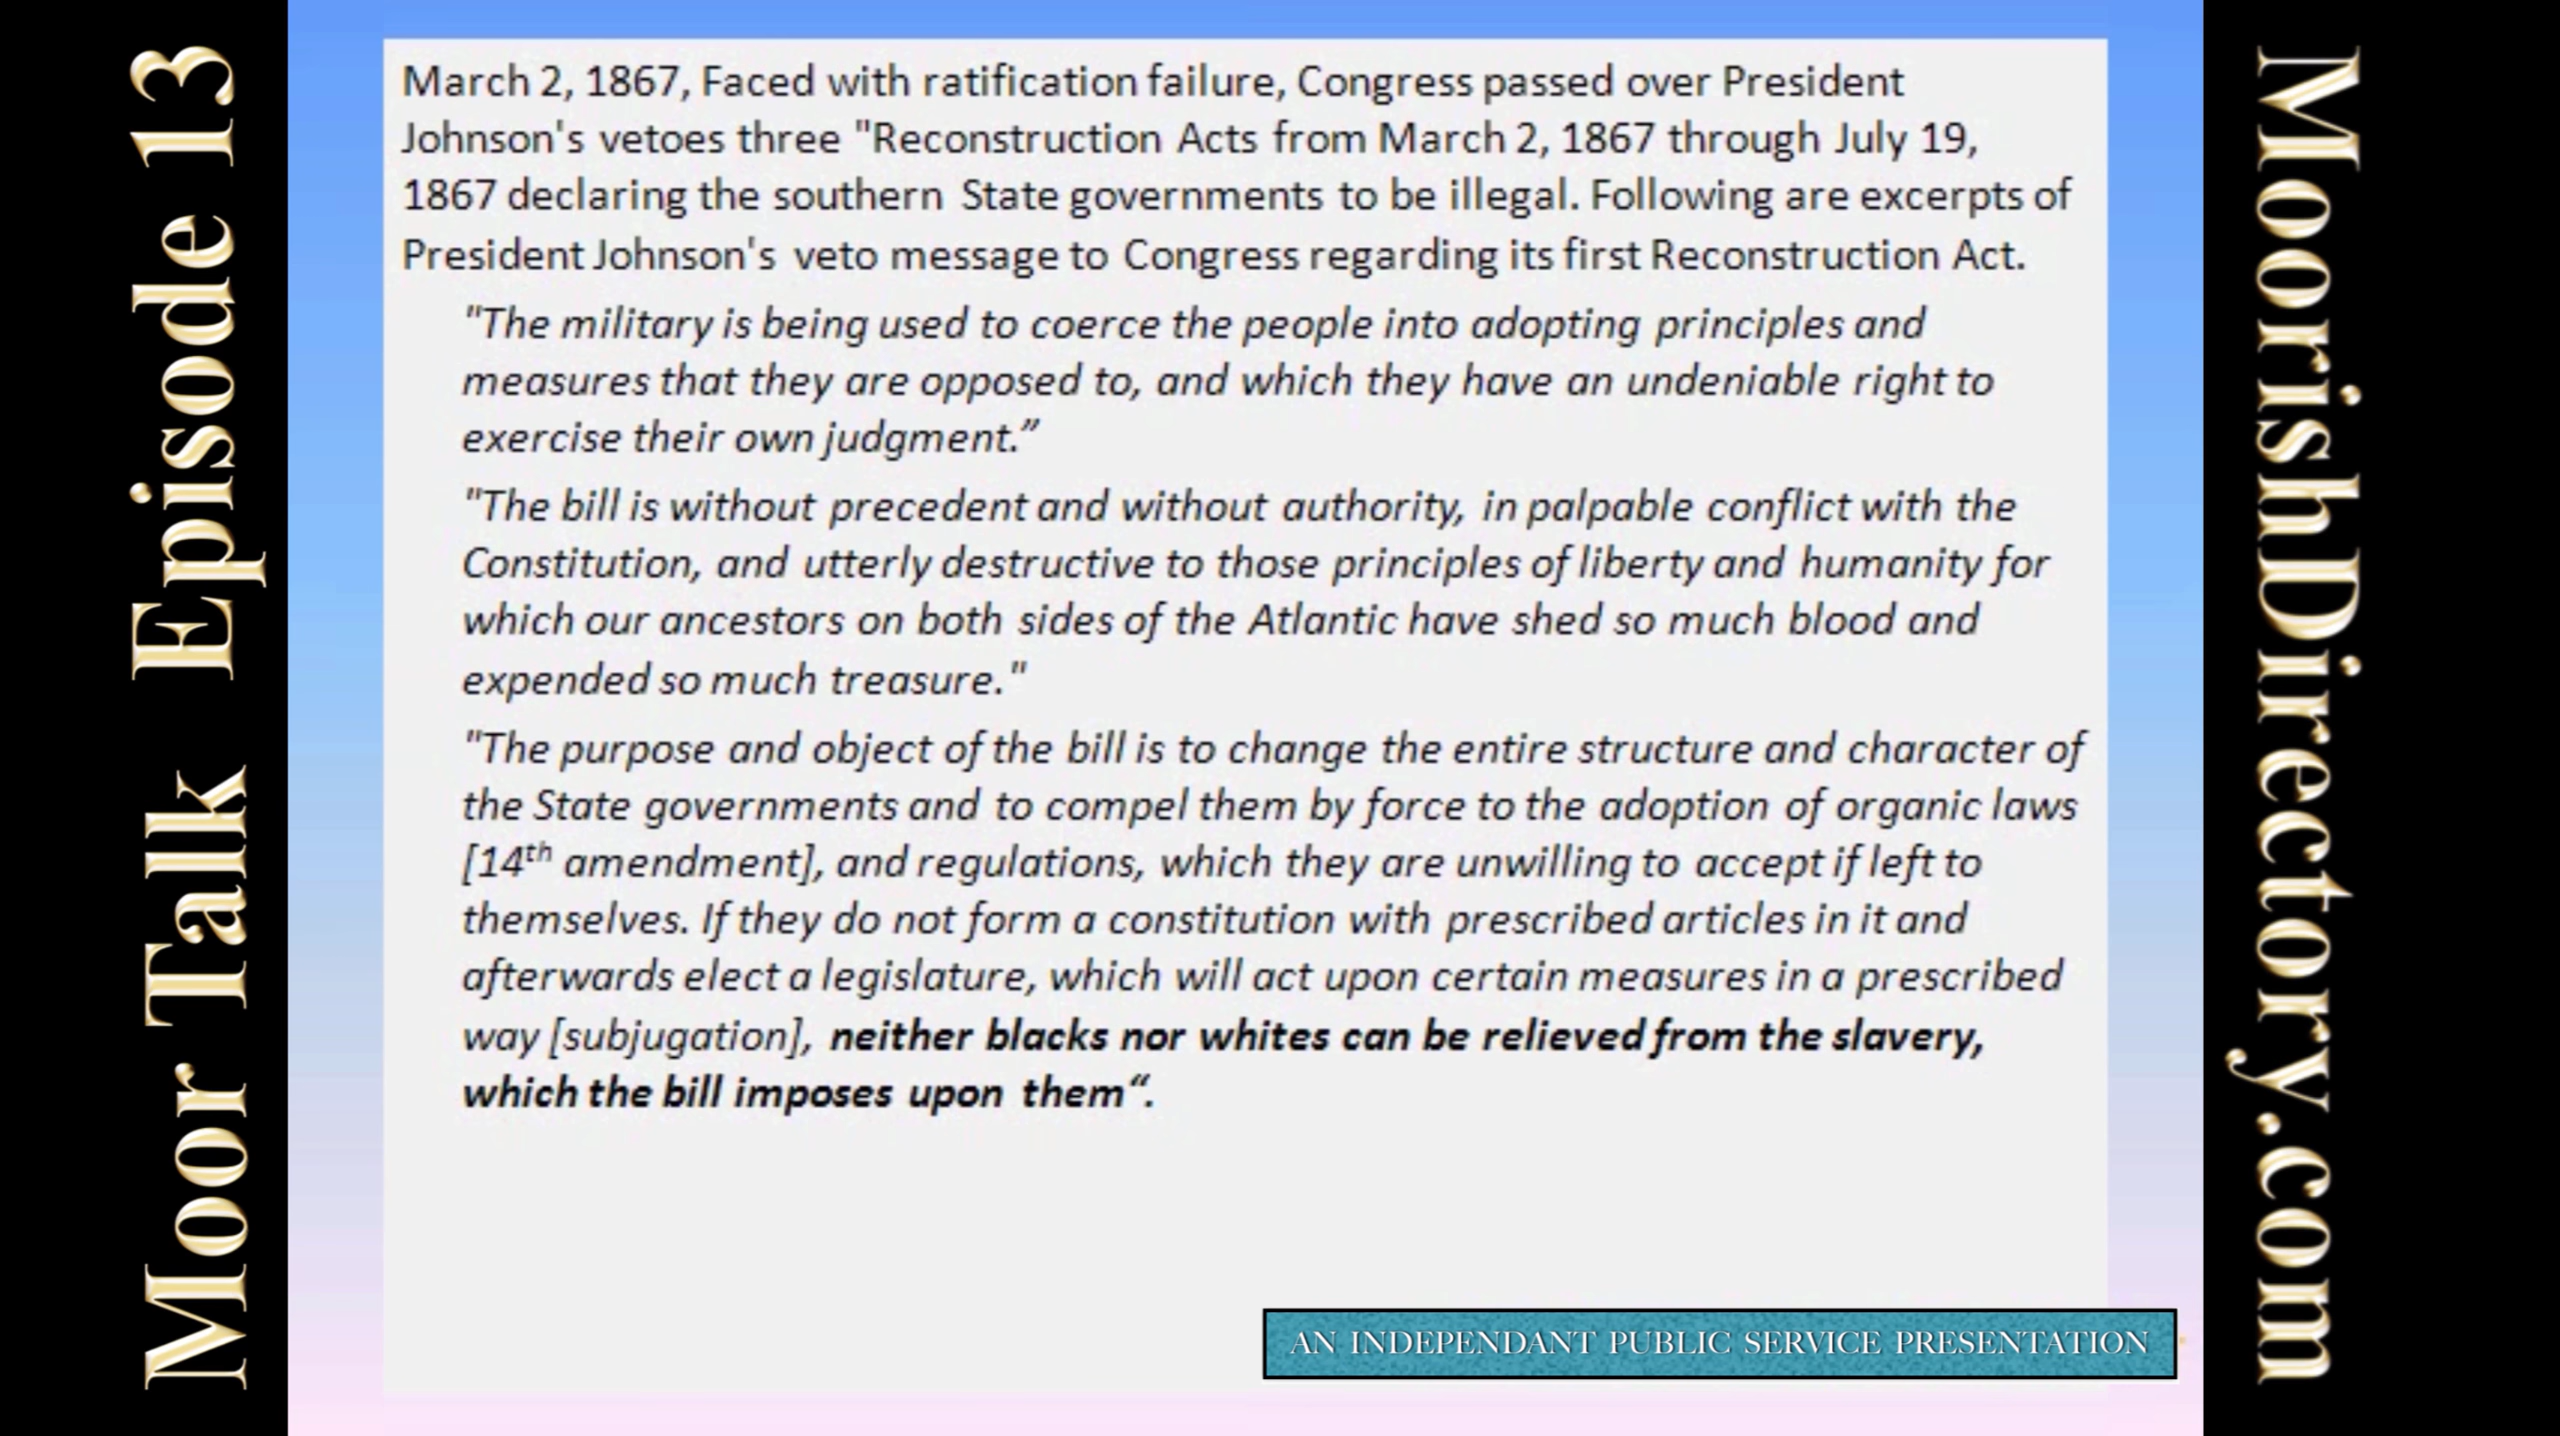 Moor Talk  Episode 13
March 2, 1867, Faced with ratification failure, Congress passed over President
Johnson's vetoes three "Reconstruction Acts from March 2, 1867 through July 19,
1867 declaring the southern State governments to be illegal. Following are excerpts of
President Johnson's veto message to Congress regarding its first Reconstruction Act.
"The military is being used to coerce the people into adopting principles and
measures that they are opposed to, and which they have an undeniable right to
exercise their own judgment.”
"The bill is without precedent and without authority, in palpable conflict with the
Constitution, and utterly destructive to those principles of liberty and humanity for
which our ancestors on both sides of the Atlantic have shed so much blood and
expended so much treasure."
"The purpose and object of the bill is to change the entire structure and character of
the State governments and to compel them by force to the adoption of organic laws
[14th amendment], and regulations, which they are unwilling to accept if left to
themselves. If they do not form a constitution with prescribed articles in it and
afterwards elect a legislature, which will act upon certain measures in a prescribed
way [subjugation], neither blacks nor whites can be relieved from the slavery,
which the bill imposes upon them“.
AN INDEPENDANT PUBLIC SERVICE PRESENTATION
MoorishDirectory.com